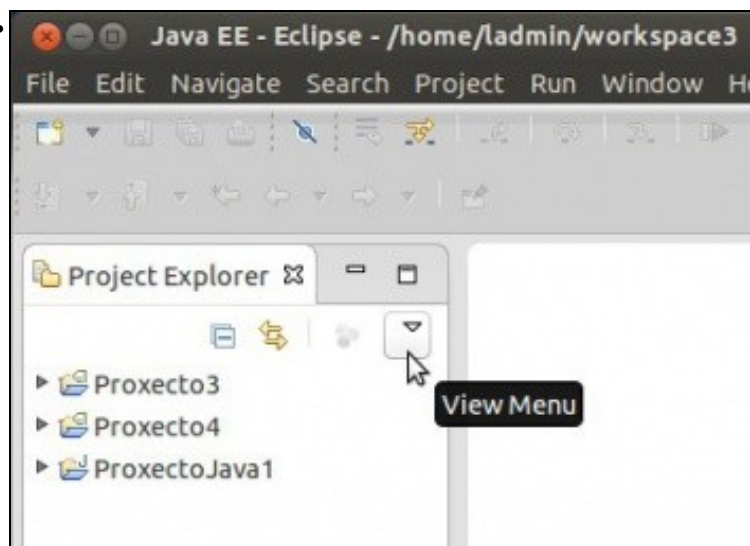 Java EE - Eclipse - /home/ladmin/workspace3
File Edit Navigate Search Project Run Window
Project Explorer
Proxecto3
Proxecto4
View Menu
ProxectoJava1